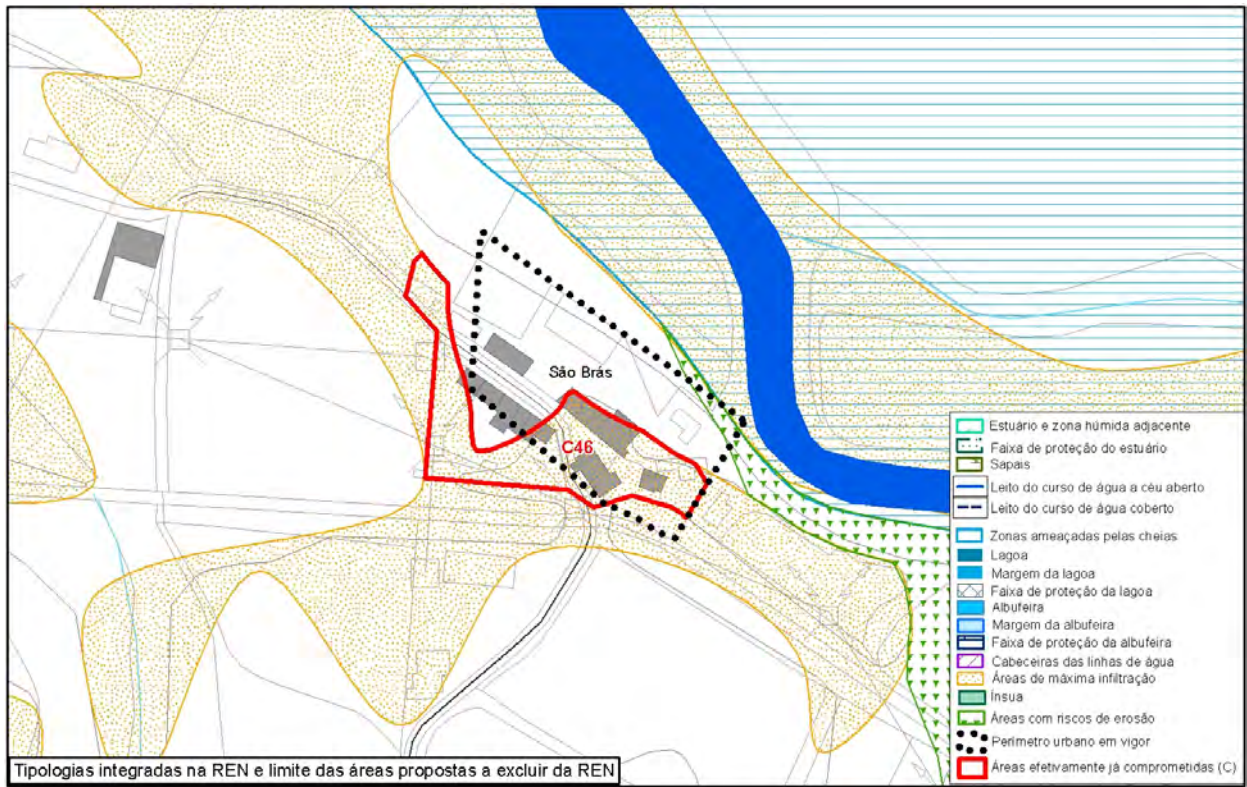 São Brás
C46
Estuário e zona húmida adjacente
Faixa de proteção do estuário
Sapais
Leito do curso de água a céu aberto
Leito do curso de água coberto
Zonas ameaçadas pelas cheias
Lagoa
Margem da lagoa
Faixa de proteção da lagoa
Albufeira
Margem da albufeira
Faixa de proteção da albufeira
Cabeceiras das linhas de água
Áreas de máxima infiltração
Ínsua
Áreas com riscos de erosão
Perímetro urbano em vigor
Áreas efetivamente já comprometidas (C)
Tipologias integradas na REN e limite das áreas propostas a excluir da REN